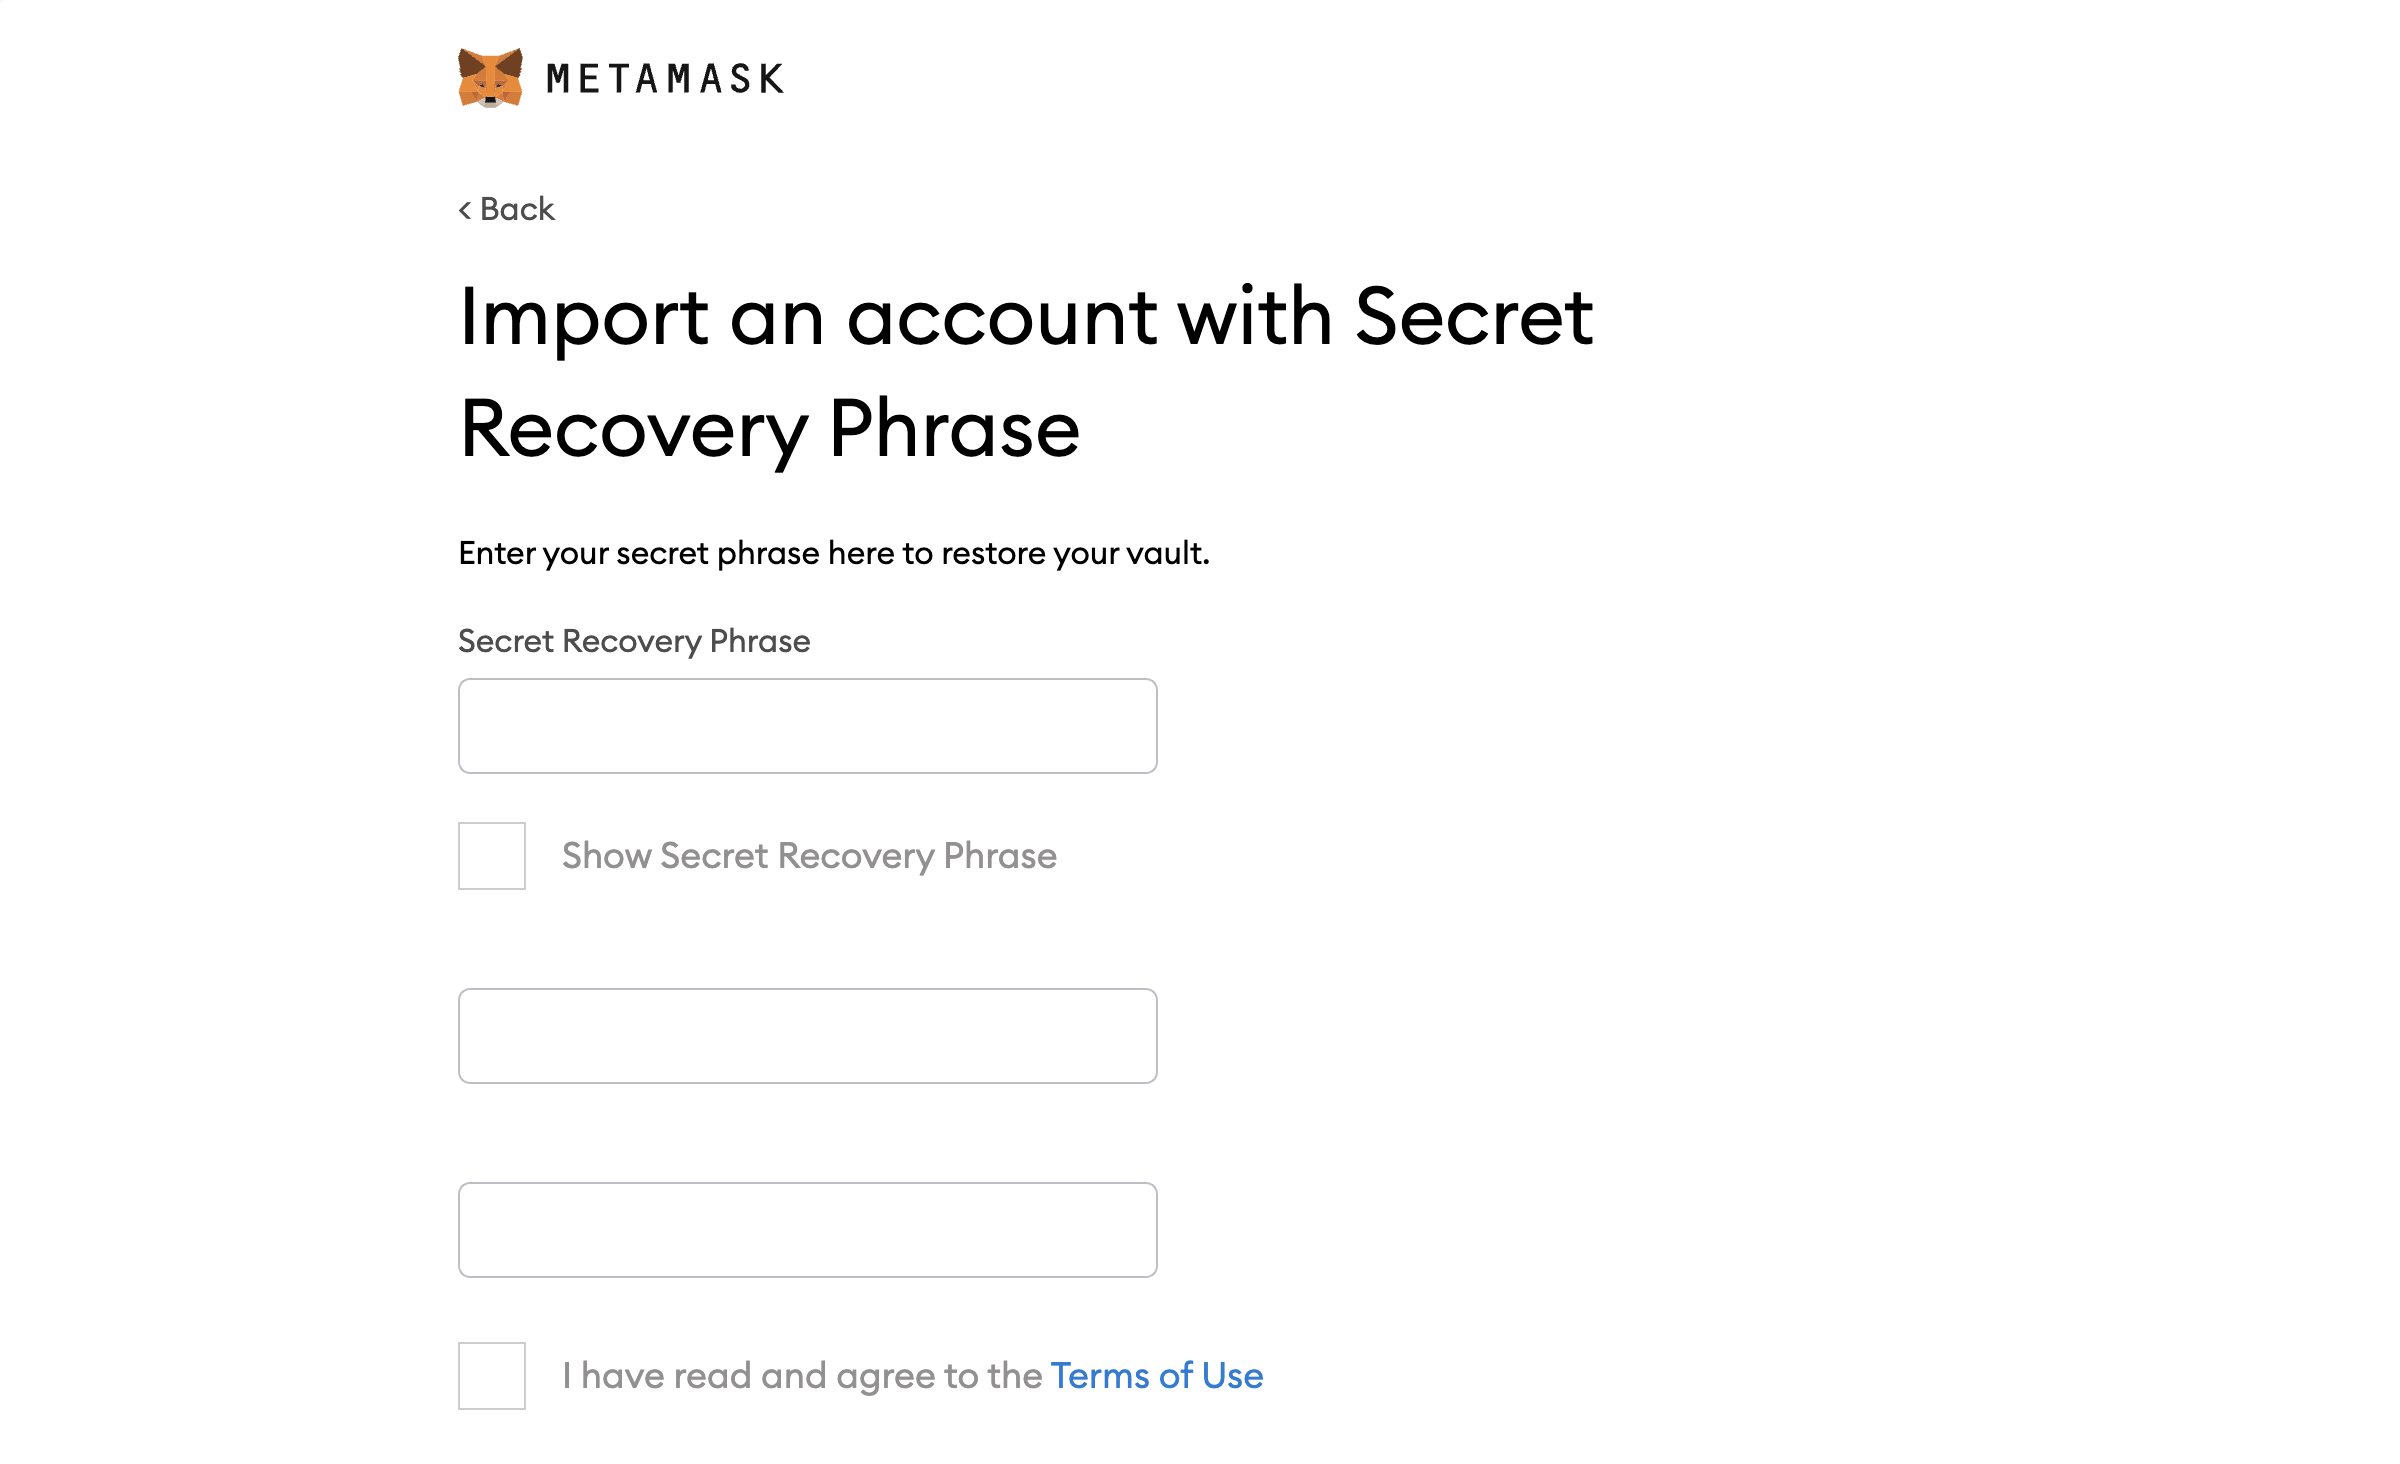 METAMASK
< Back
Import an account with Secret
Recovery Phrase
Enter your secret phrase here to restore your vault.
Secret Recovery Phrase
Show Secret Recovery Phrase
I have read and agree to the Terms of Use